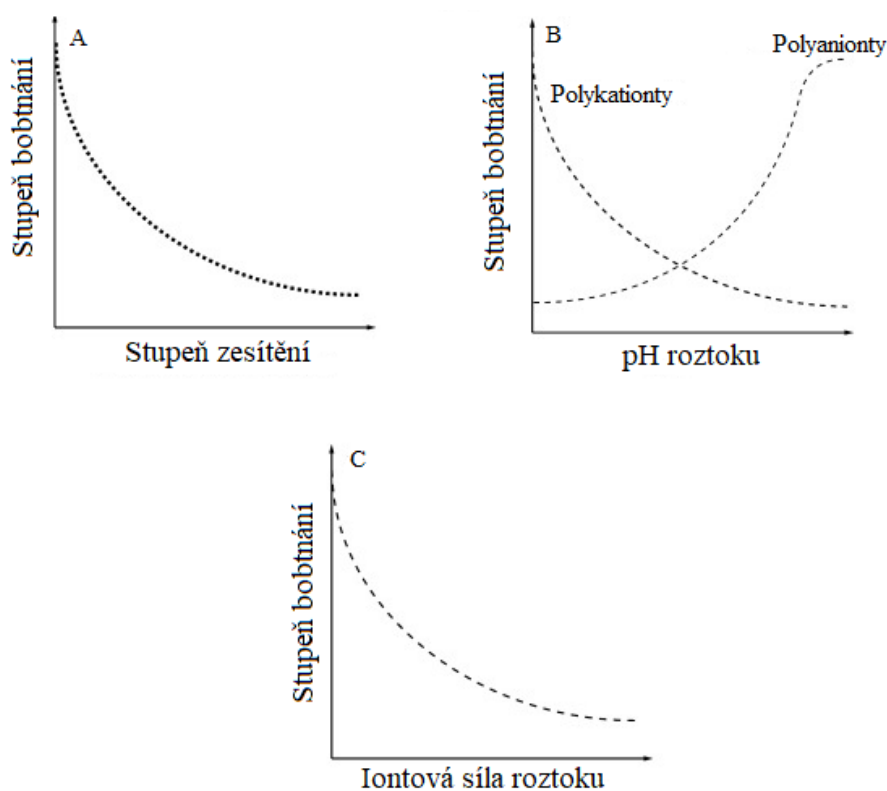 A
Stupeň bobtnání
Stupeň zesítění
B
Polyanionty
Polykationty
Stupeň bobtnání
pH roztoku
C
Stupeň bobtnání
Iontová síla roztoku